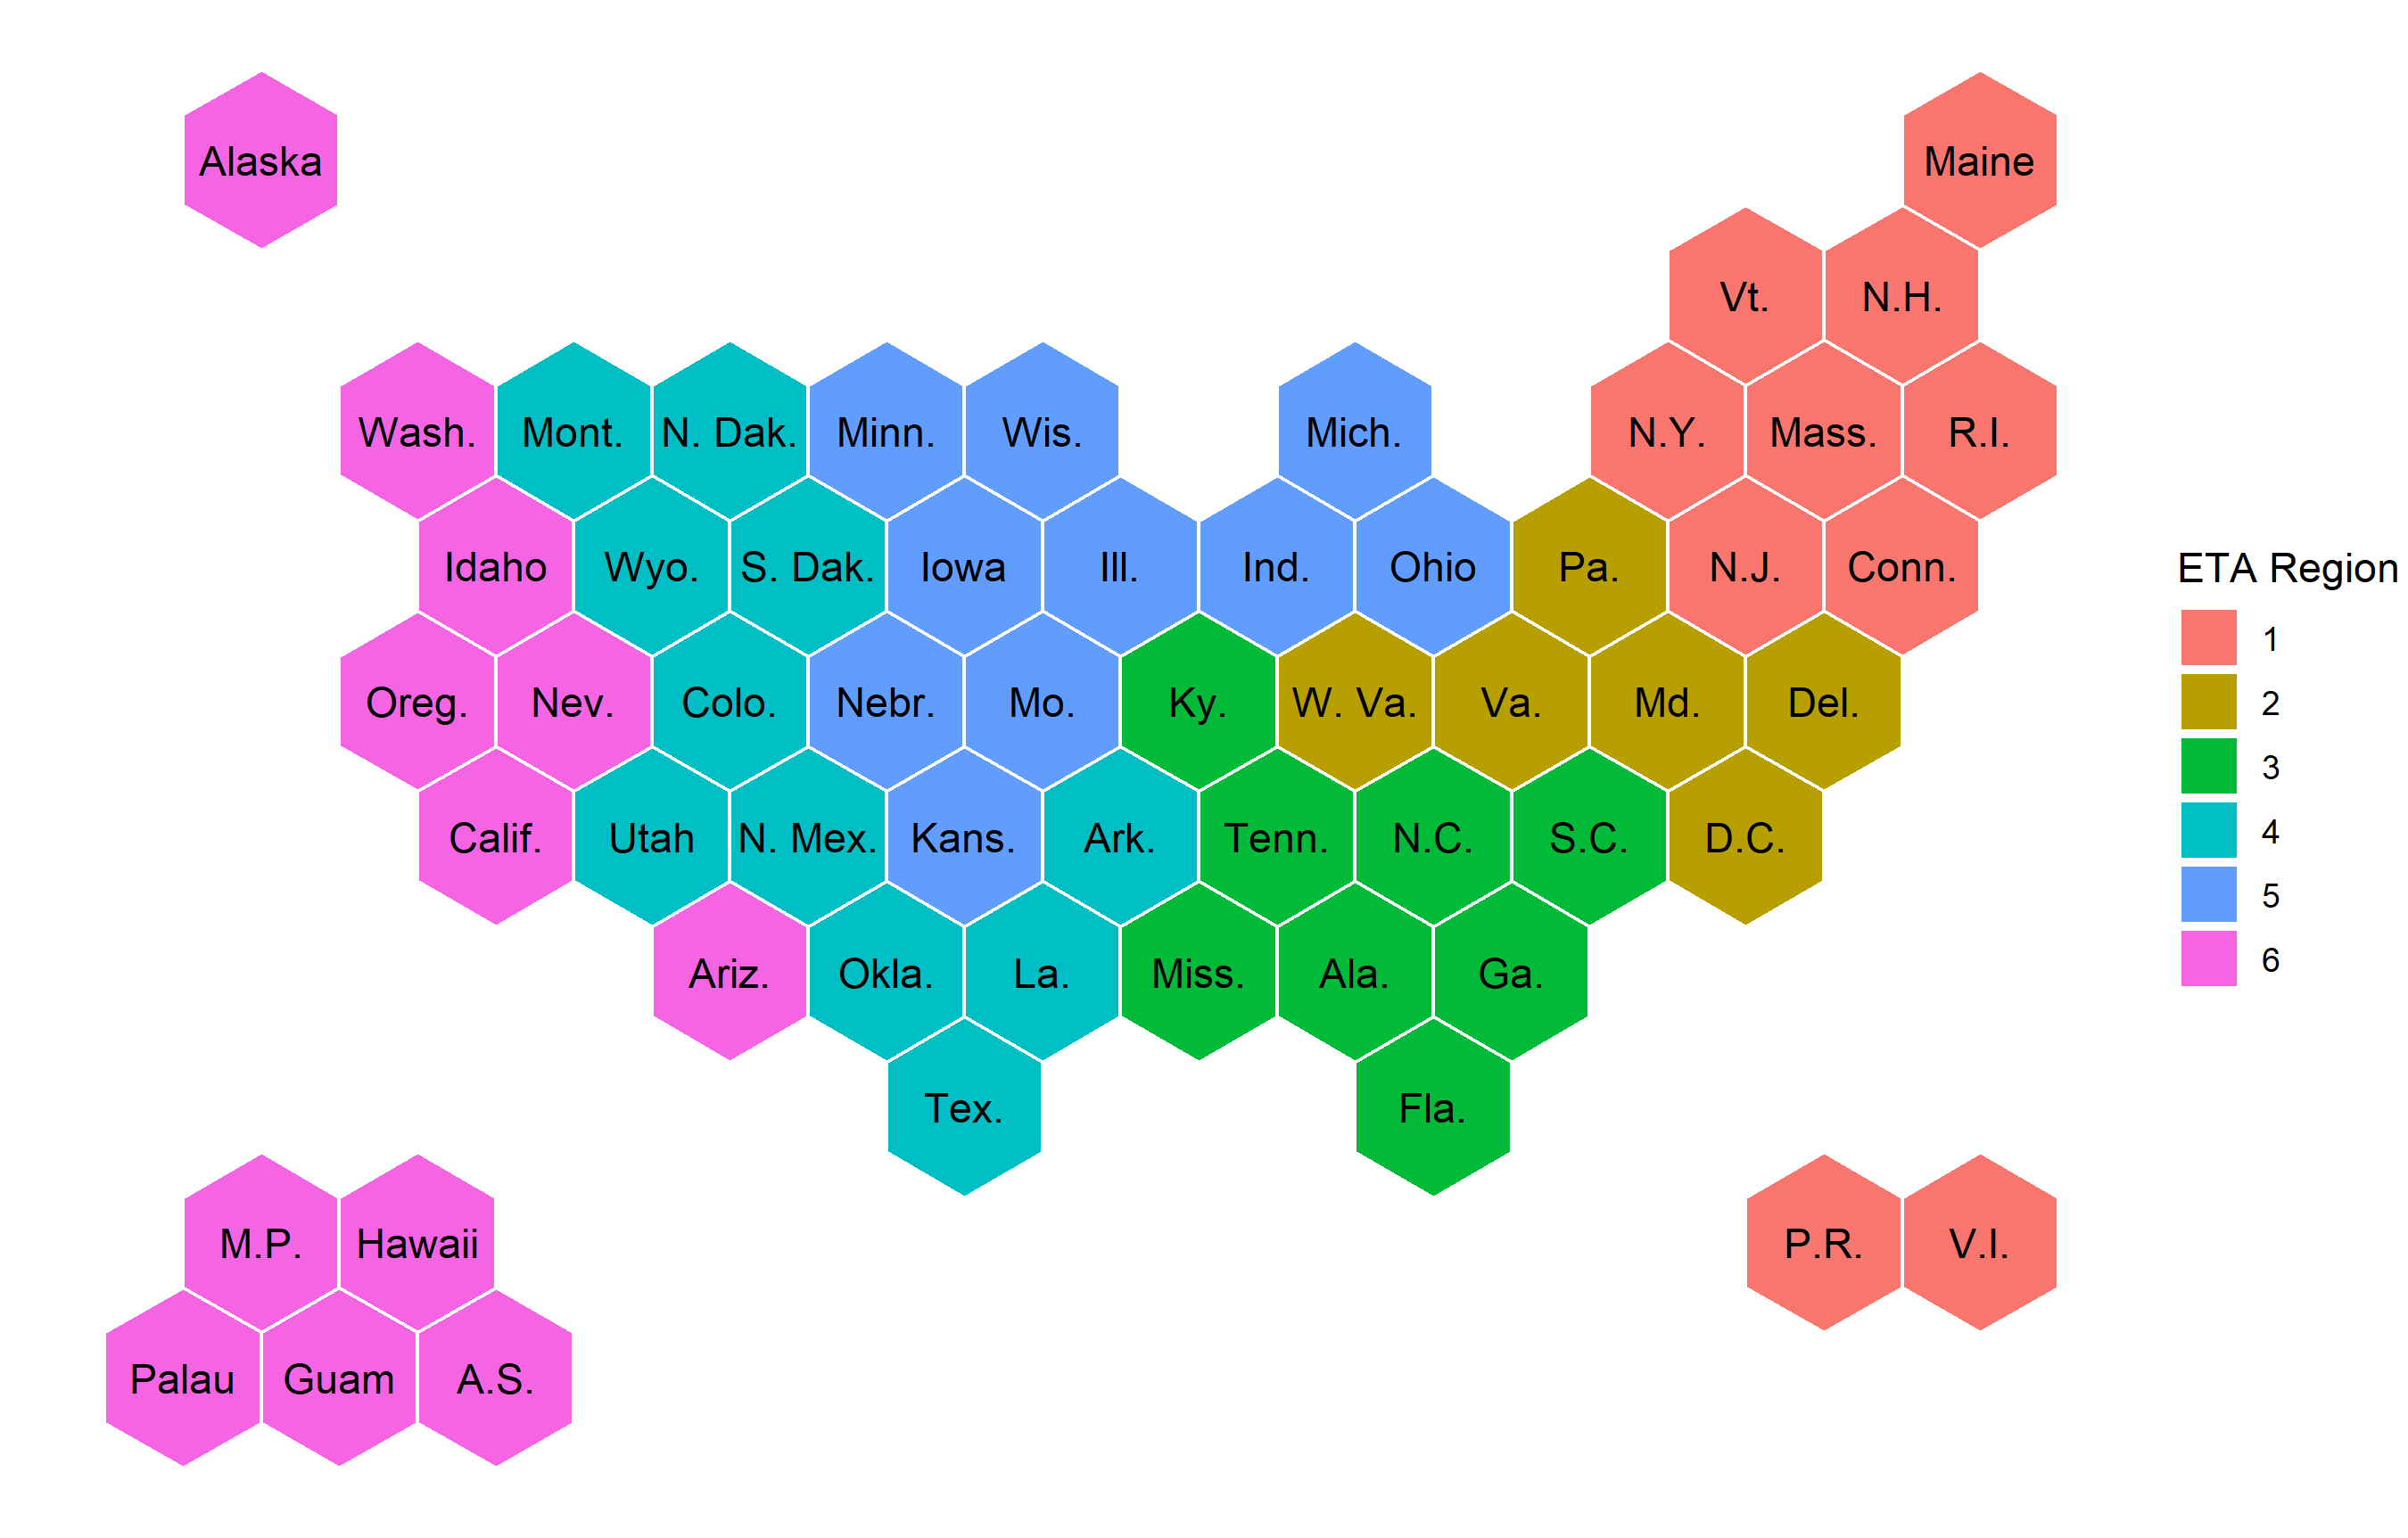 Alaska
Maine
Vt.
N.H.
Wash.
Mont.
N. Dak.
Minn.
Wis.
Mich.
N.Y.
Mass.
R.I.
Idaho
Wyo.
S. Dak.
Iowa
Ill.
Ind.
Ohio
Pa.
N.J.
Conn.
Oreg.
Nev.
Colo.
Nebr.
Mo.
Ky.
W. Va.
Va.
Md.
Del.
Calif.
Utah
N. Mex.
Kans.
Ark.
Tenn.
N.C.
S.C.
D.C.
Ariz.
Okla.
La.
Miss.
Ala.
Ga.
Tex.
Fla.
M.P.
Hawaii
P.R.
V.I.
Palau
Guam
A.S.
ETA Region
1
2
3
4
5
6